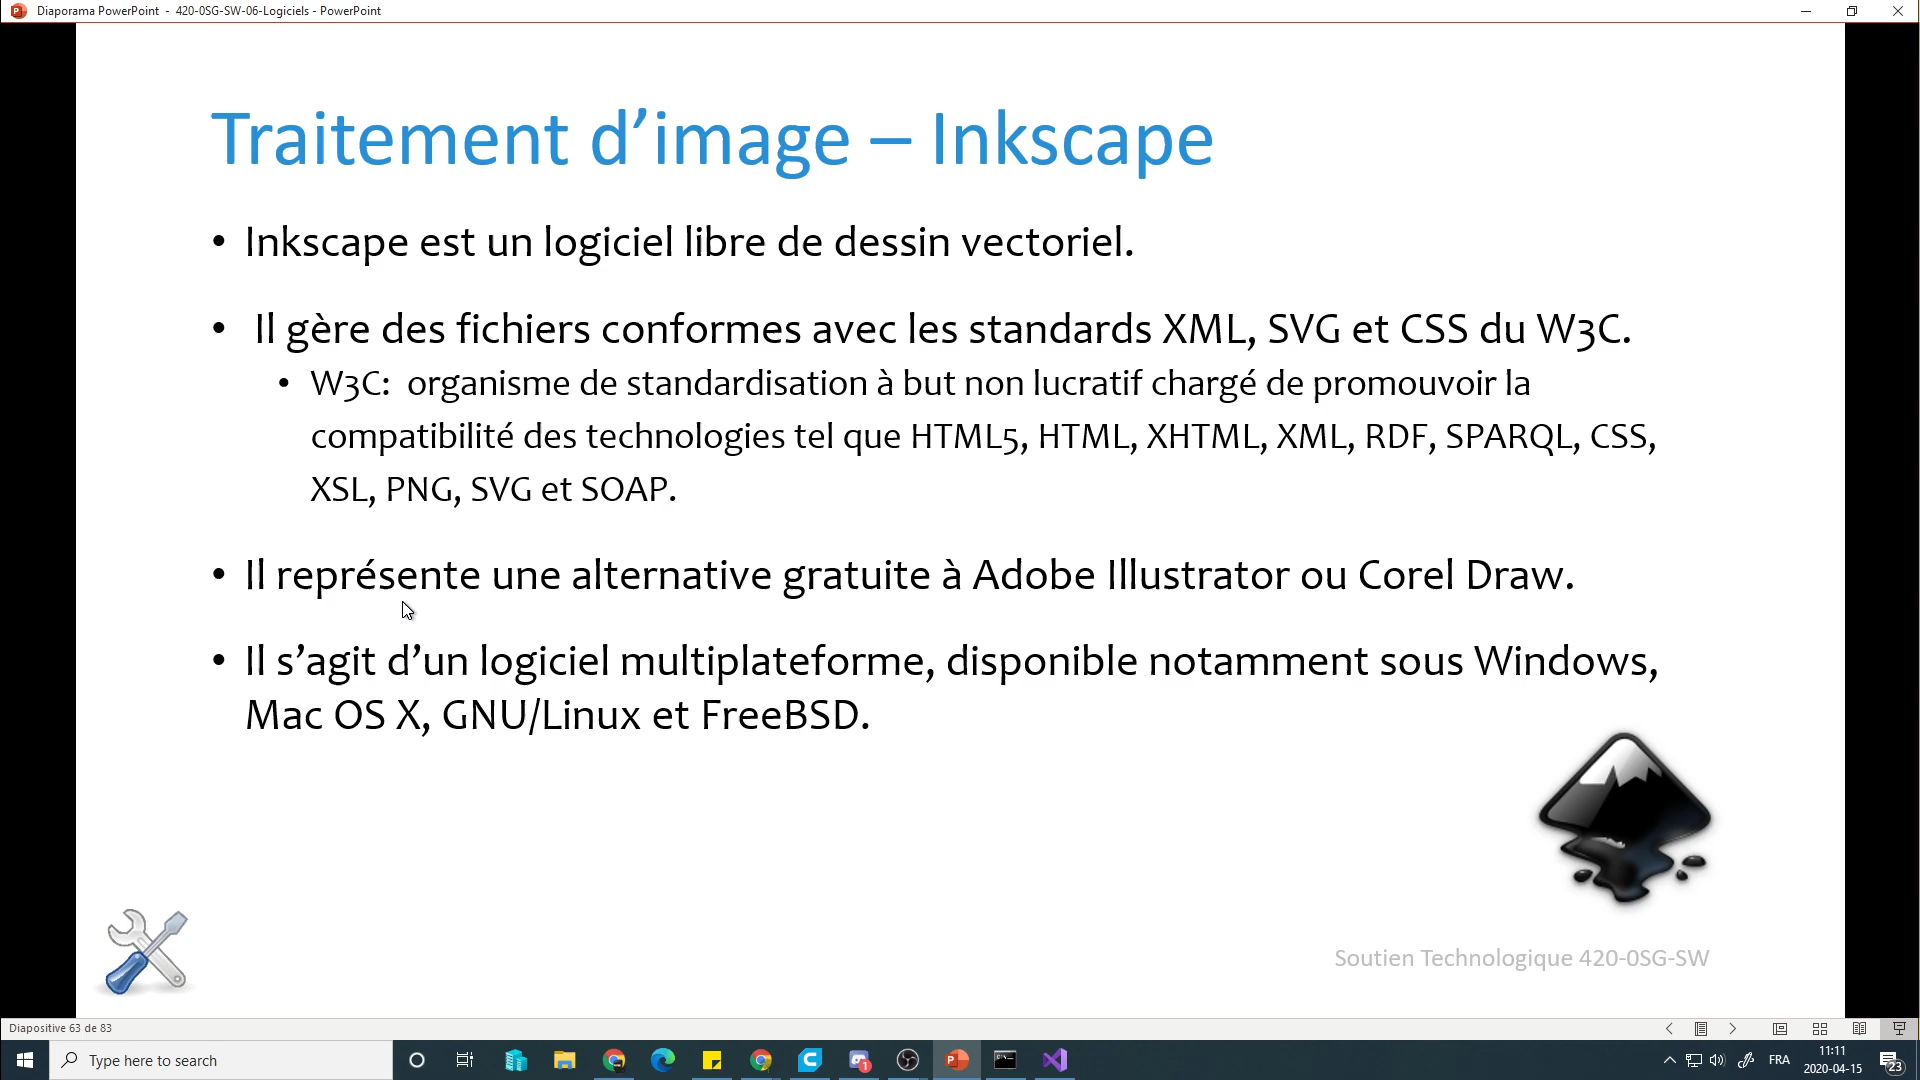 Diaporama PowerPoint - 420-0SG-SW-06-Logiciels - PowerPoint
Traitement d’image – Inkscape
• Inkscape est un logiciel libre de dessin vectoriel.
• Il gère des fichiers conformes avec les standards XML, SVG et CSS du W3C.
• W3C: organisme de standardisation à but non lucratif chargé de promouvoir la
compatibilité des technologies tel que HTML5, HTML, XHTML, XML, RDF, SPARQL, CSS,
XSL, PNG, SVG et SOAP.
• Il représente une alternative gratuite à Adobe Illustrator ou Corel Draw.
• Il s’agit d’un logiciel multiplateforme, disponible notamment sous Windows,
Mac OS X, GNU/Linux et FreeBSD.
Soutien Technologique 420-0SG-SW
Diapositive 63 de 83
Type here to search
FRA
11:11
2020-04-15
23